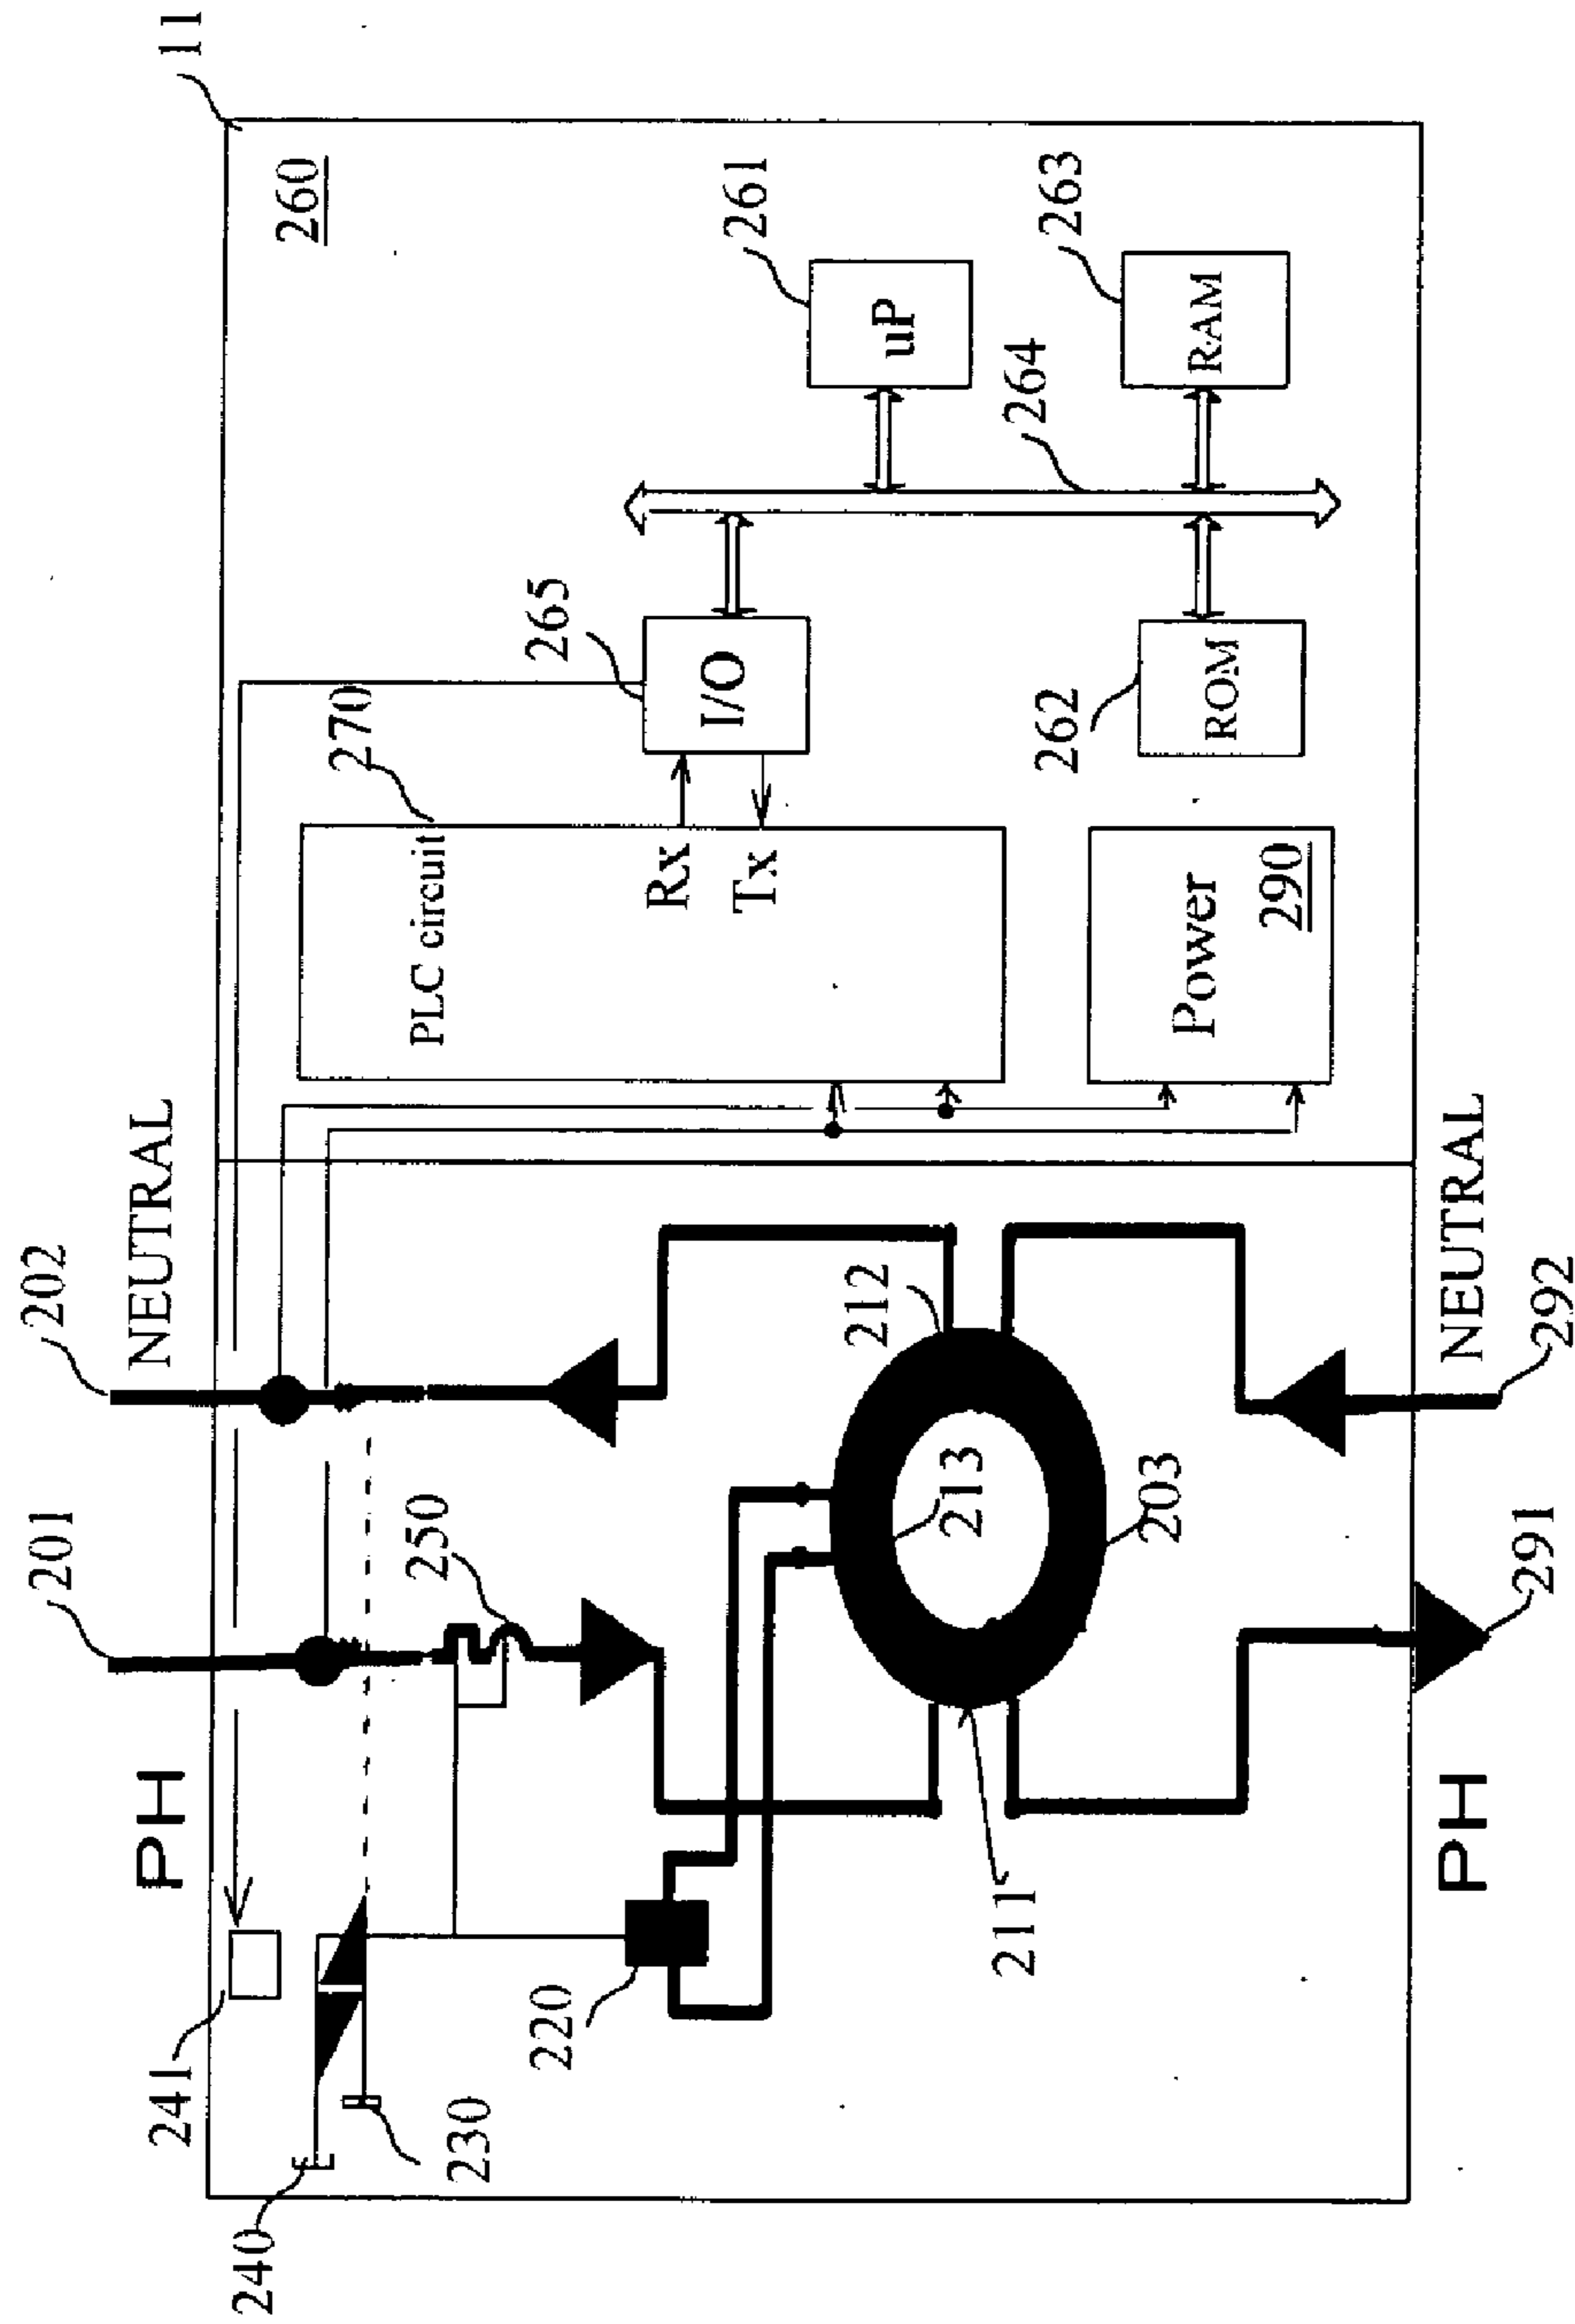 201
202
PH
NEUTRAL
11
241
240
260
270
250
230
PLC circuit
265
220
Rx
I/O
261
Tx
212
uP
213
211
264
262
263
203
Power
ROM
RAM
290
PH
NEUTRAL
291
292